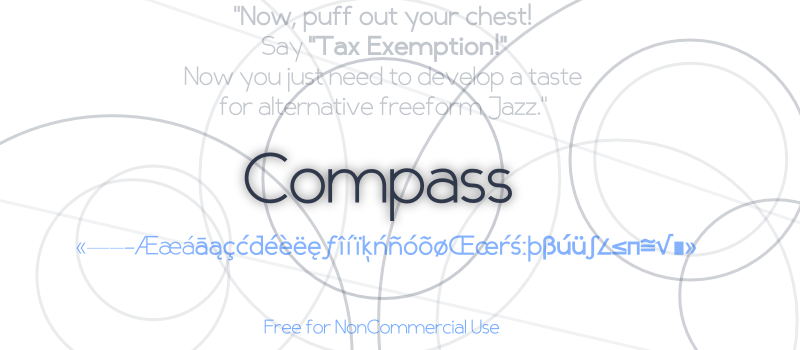 "Now, puff out your chest!
Say "Tax Exemption!"
Now you just need to develop a taste
for alternative freeform Jazz."
Compass
«—–-ÆæáāąçćďéèëęƒîíïķńñóõøŒœŕś:þβúüʃ∠≤п≅√∎»
Free for NonCommercial Use